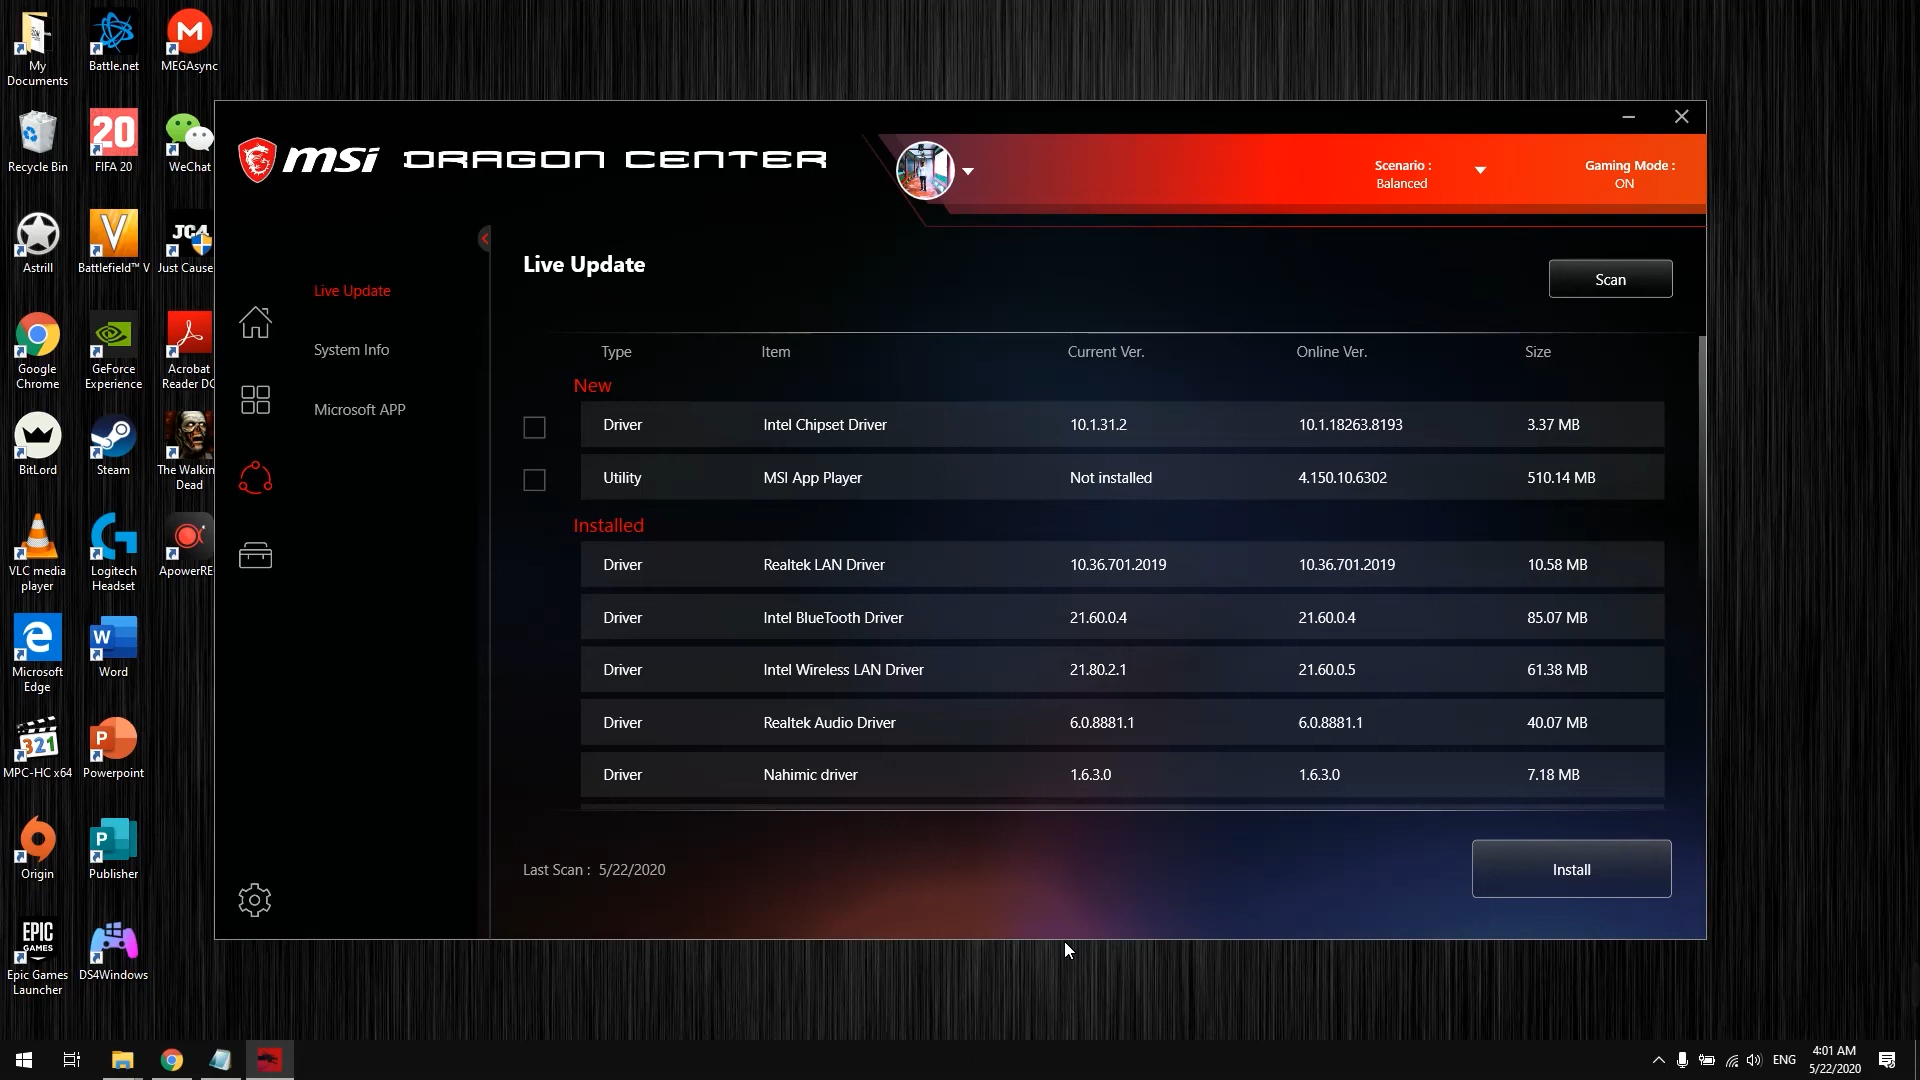 My
Documents
Battle.net
MEGAsync
Recycle Bin
20
FIFA 20
WeChat
Astrill
V
Battlefield™ V
JC4
Just Cause
Google
Chrome
GeForce
Experience
Acrobat
Reader DC
BitLord
Steam
The Walkin
Dead
VLC media
player
Logitech
Headset
ApowerRE
Microsoft
Edge
W
Word
321
MPC-HC x64
P
Powerpoint
Origin
P
Publisher
EPIC
GAMES
Epic Games
Launcher
DS4Windows
msi DRAGON CENTER
Scenario :
Balanced
Gaming Mode :
ON
Live Update
System Info
Microsoft APP
Live Update
Scan
Type Item Current Ver. Online Ver. Size
New
Driver Intel Chipset Driver 10.1.31.2 10.1.18263.8193 3.37 MB
Utility MSI App Player Not installed 4.150.10.6302 510.14 MB
Installed
Driver Realtek LAN Driver 10.36.701.2019 10.36.701.2019 10.58 MB
Driver Intel BlueTooth Driver 21.60.0.4 21.60.0.4 85.07 MB
Driver Intel Wireless LAN Driver 21.80.2.1 21.60.0.5 61.38 MB
Driver Realtek Audio Driver 6.0.8881.1 6.0.8881.1 40.07 MB
Driver Nahimic driver 1.6.3.0 1.6.3.0 7.18 MB
Last Scan : 5/22/2020
Install
ENG
4:01 AM
5/22/2020